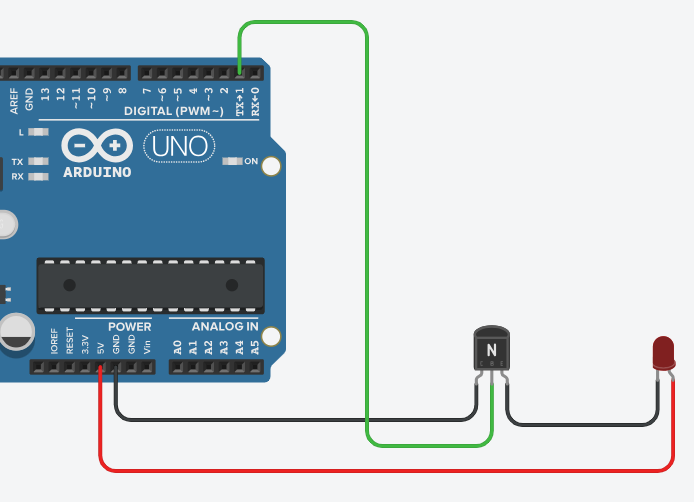 AREF
GND
13
12
~11
~10
~9
8
7
~6
~5
4
~3
2
TX→1
RX←0
DIGITAL (PWM~)
L
TX
RX
UNO
ON
ARDUINO
POWER
ANALOG IN
IOREF
RESET
3.3V
5V
GND
GND
Vin
A0
A1
A2
A3
A4
A5
N